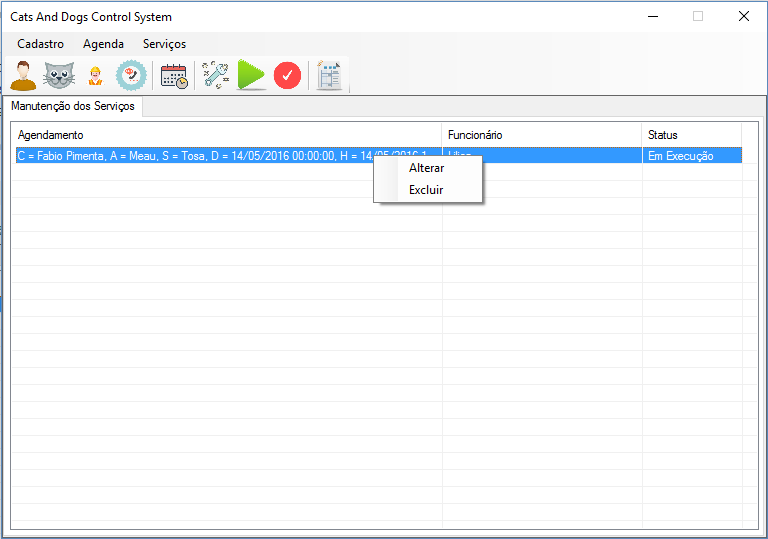 Cats And Dogs Control System
Cadastro Agenda Serviços
Manutenção dos Serviços
Agendamento Funcionário Status
C = Fabio Pimenta, A = Meau, S = Tosa, D = 14/05/2016 00:00:00, H = 14/05/2016 1... Em Execução
Alterar
Excluir